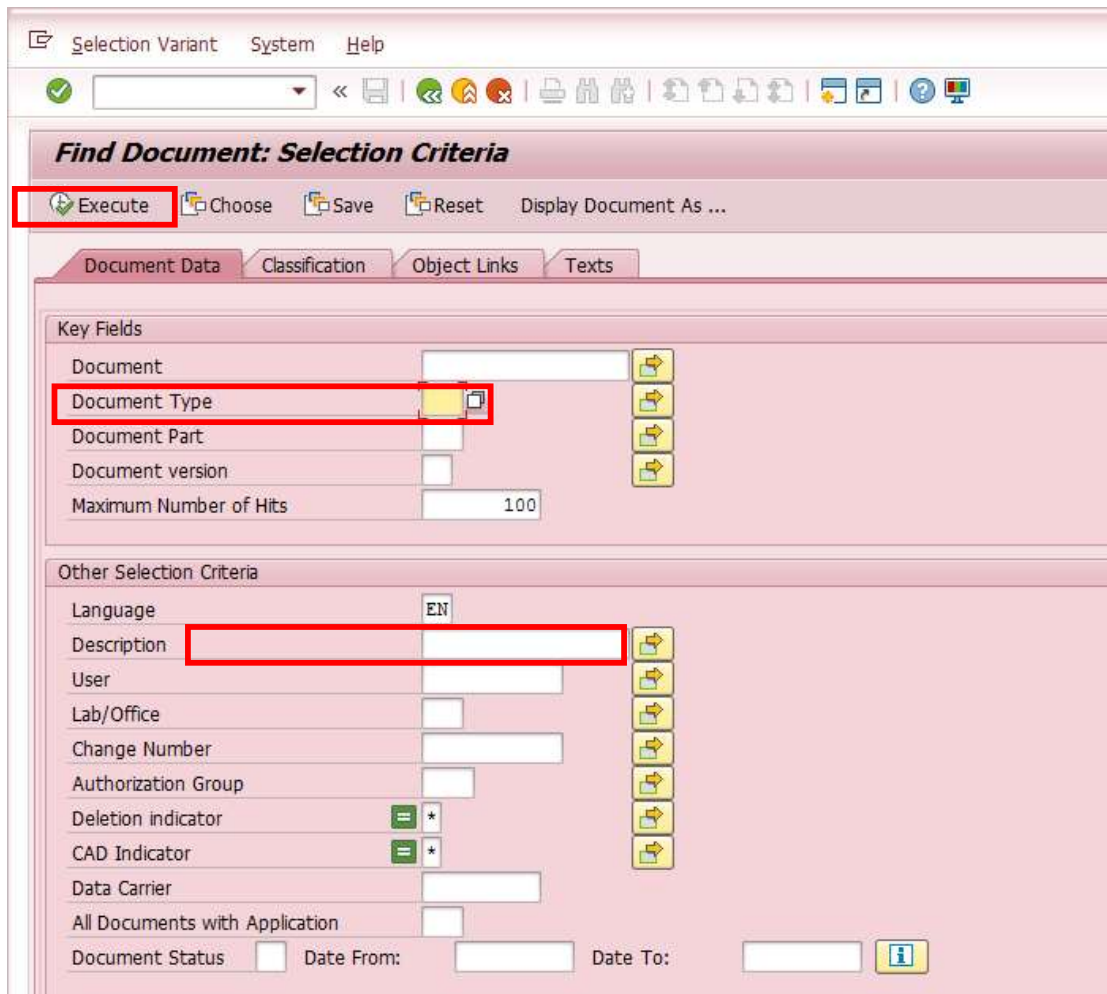 Selection Variant System Help
Find Document: Selection Criteria
Execute Choose Save Reset Display Document As ...
Document Data Classification Object Links Texts
Key Fields
Document
Document Type
Document Part
Document version
Maximum Number of Hits 100
Other Selection Criteria
Language EN
Description
User
Lab/Office
Change Number
Authorization Group
Deletion indicator = *
CAD Indicator = *
Data Carrier
All Documents with Application
Document Status Date From: Date To: